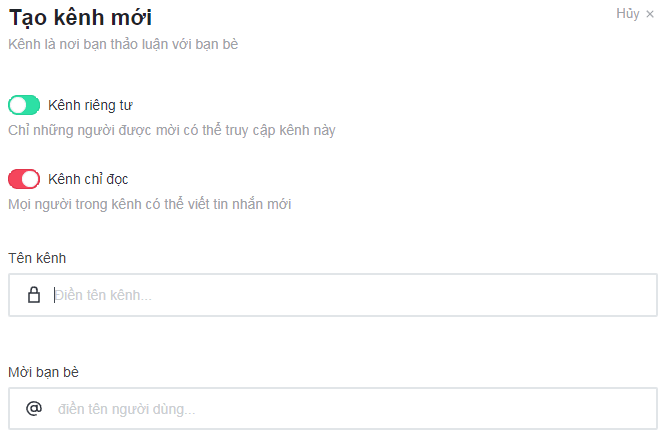 Tạo kênh mới
Hủy ×
Kênh là nơi bạn thảo luận với bạn bè
Kênh riêng tư
Chỉ những người được mời có thể truy cập kênh này
Kênh chỉ đọc
Mọi người trong kênh có thể viết tin nhắn mới
Tên kênh
Điền tên kênh...
Mời bạn bè
@ điền tên người dùng...